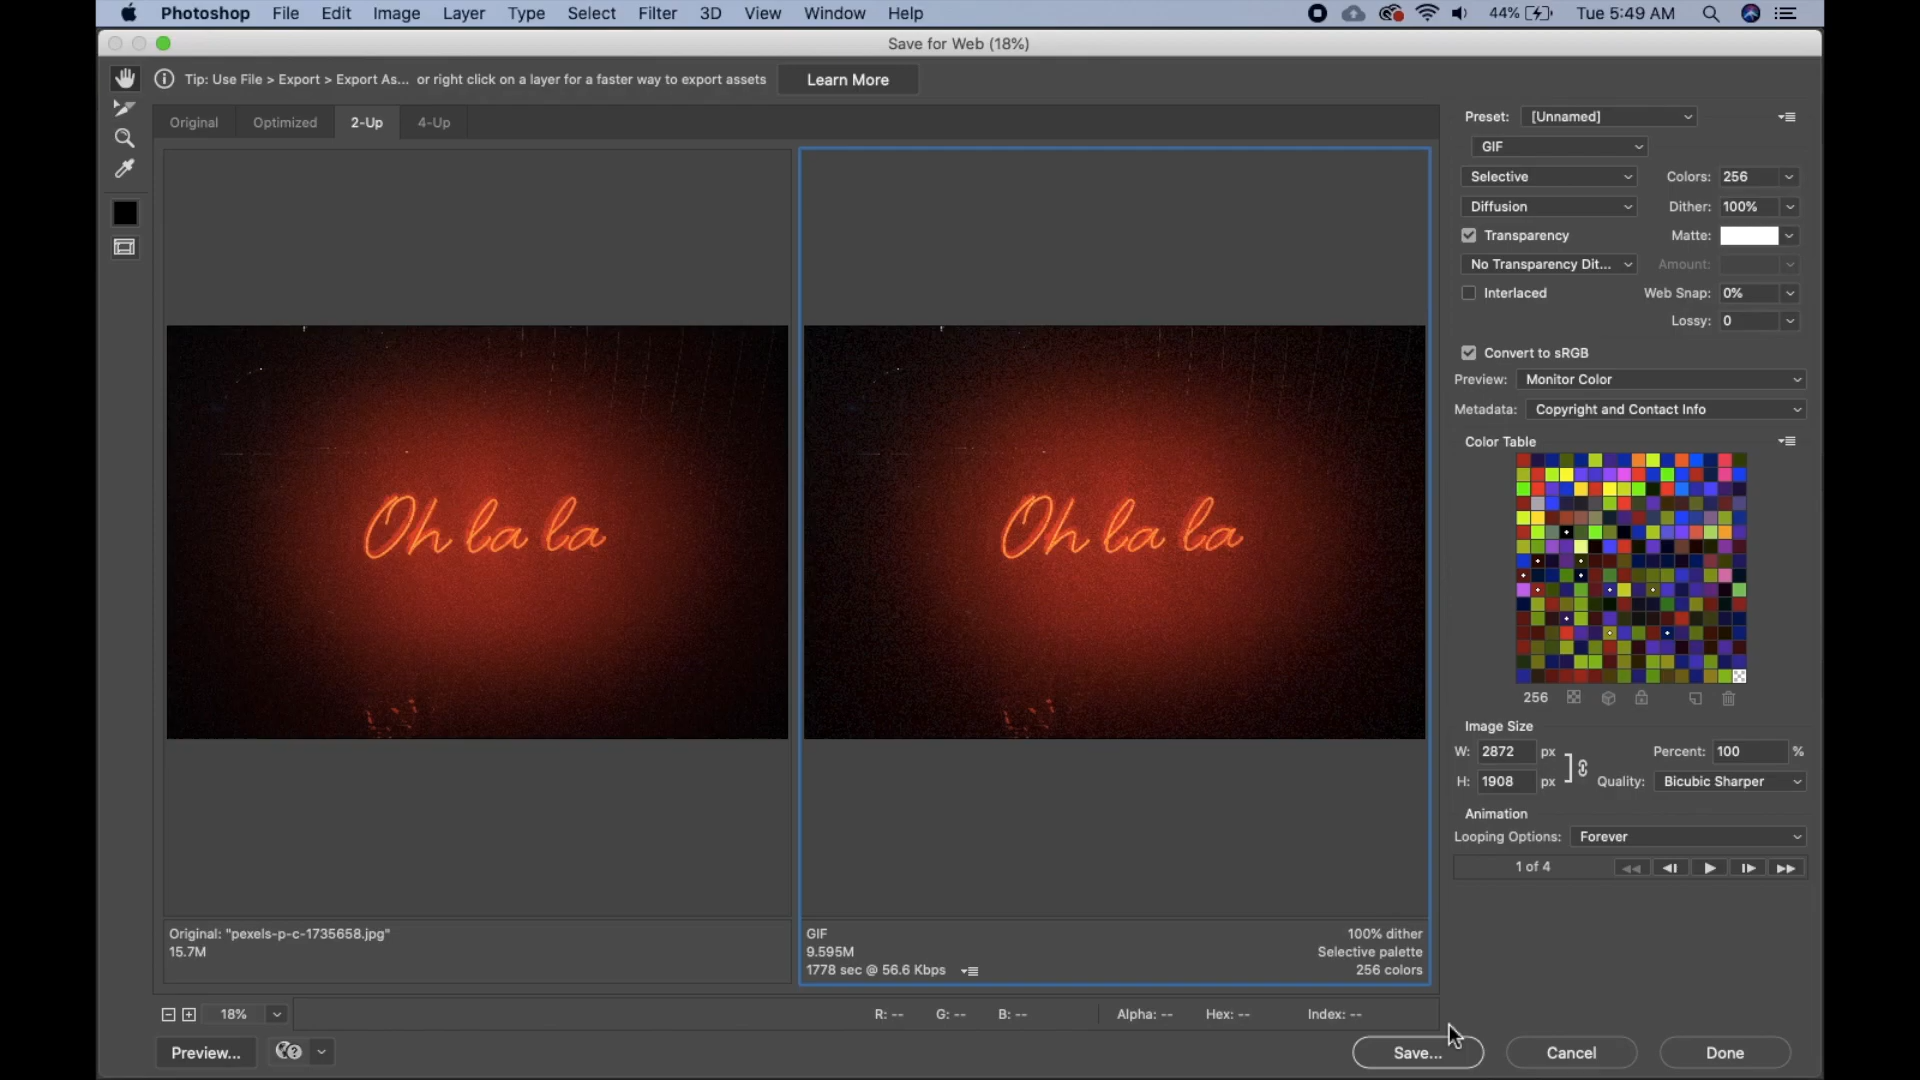 Photoshop File Edit Image Layer Type Select Filter 3D View Window Help 44% Tue 5:49 AM
Save for Web (18%)
Tip: Use File > Export > Export As... or right click on a layer for a faster way to export assets Learn More
Original Optimized 2-Up 4-Up
Preset: [Unnamed]
GIF
Selective Colors: 256
Diffusion Dither: 100%
Transparency Matte:
No Transparency Dit... Amount:
Interlaced Web Snap: 0%
Lossy: 0
Convert to sRGB
Preview: Monitor Color
Metadata: Copyright and Contact Info
Color Table
Oh la la
Oh la la
256
Image Size
W: 2872 px Percent: 100 %
H: 1908 px Quality: Bicubic Sharper
Animation
Looping Options: Forever
1 of 4
Original: "pexels-p-c-1735658.jpg"
15.7M
GIF 100% dither
9.595M Selective palette
1778 sec @ 56.6 Kbps 256 colors
18% R: -- G: -- B: -- Alpha: -- Hex: -- Index: --
Preview... Save... Cancel Done